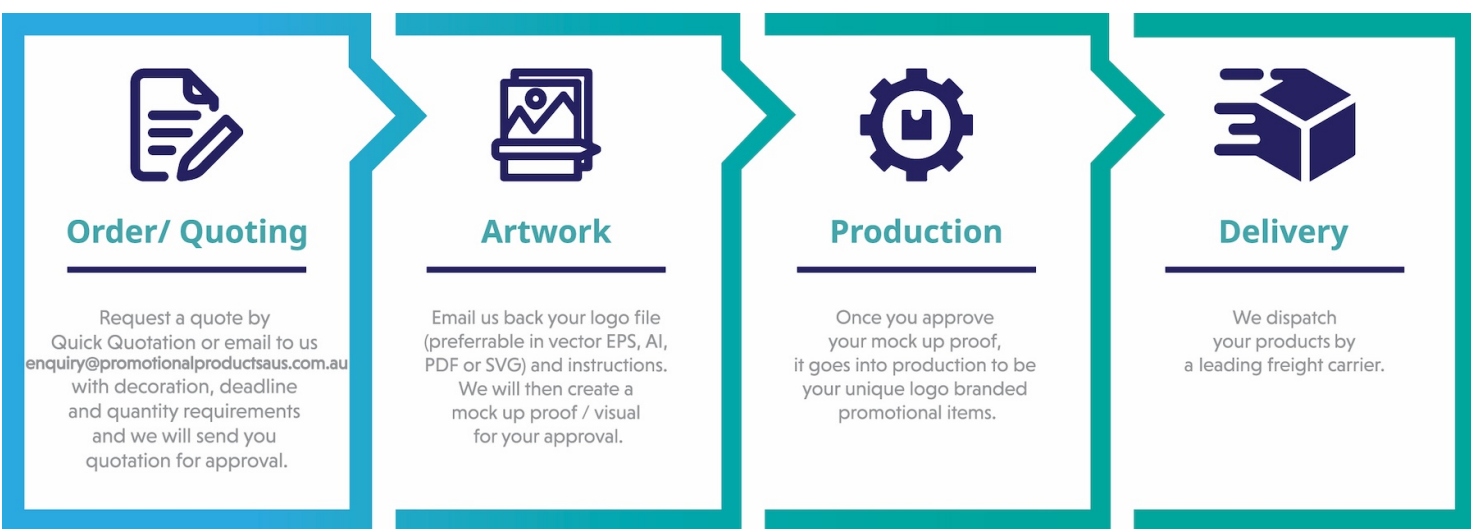 Order/ Quoting
Request a quote by
Quick Quotation or email to us
enquiry@promotionalproductsaus.com.au
with decoration, deadline
and quantity requirements
and we will send you
quotation for approval.
Artwork
Email us back your logo file
(preferrable in vector EPS, AI,
PDF or SVG) and instructions.
We will then create a
mock up proof / visual
for your approval.
Production
Once you approve
your mock up proof,
it goes into production to be
your unique logo branded
promotional items.
Delivery
We dispatch
your products by
a leading freight carrier.